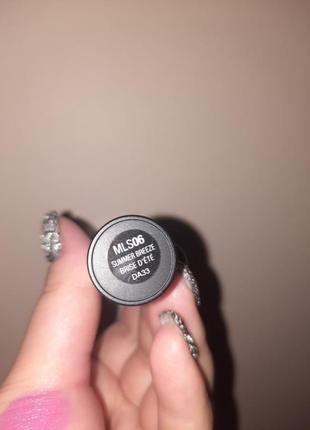 MLS06
SUMMER BREEZE
BRISE D'ÉTÉ
DA33